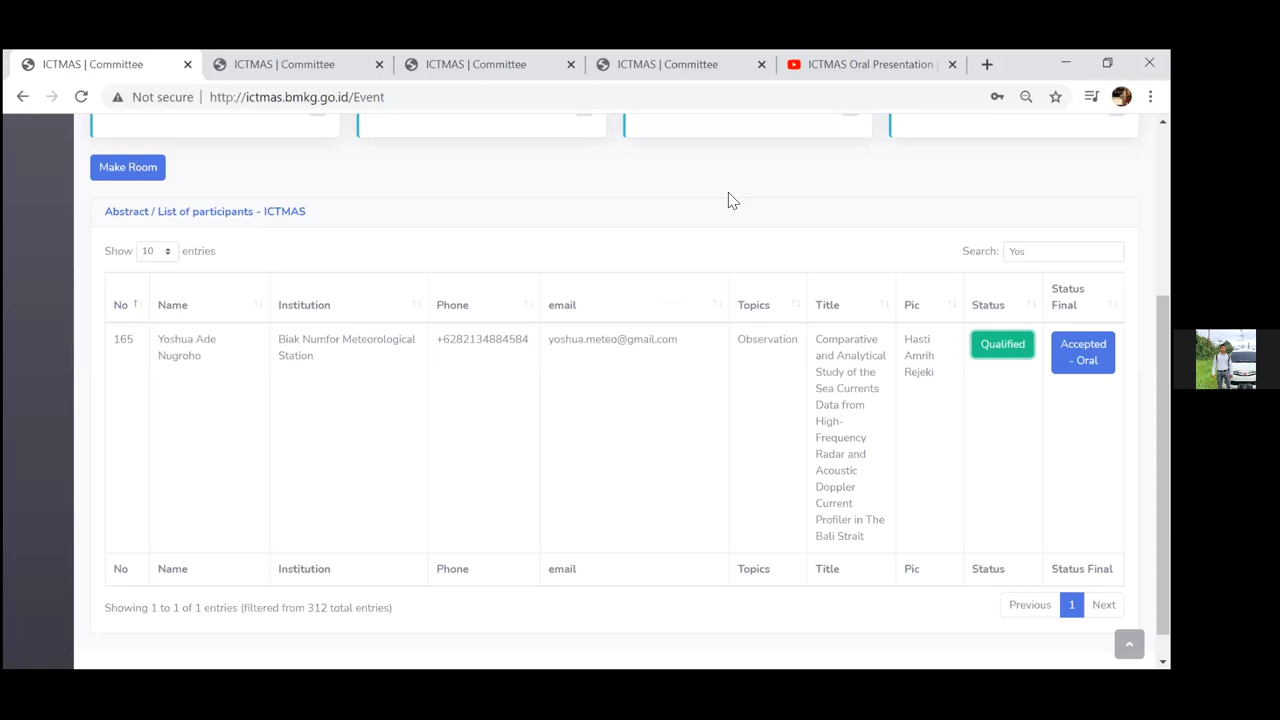 ICTMAS | Committee
ICTMAS | Committee
ICTMAS | Committee
ICTMAS | Committee
ICTMAS Oral Presentation
Not secure
http://ictmas.bmkg.go.id/Event
Make Room
Abstract / List of participants - ICTMAS
Show 10 entries
Search: Yos
No
Name
Institution
Phone
email
Topics
Title
Pic
Status
Status
Final
165
Yoshua Ade
Nugroho
Biak Numfor Meteorological
Station
+6282134884584
yoshua.meteo@gmail.com
Observation
Comparative
and Analytical
Study of the
Sea Currents
Data from
High-
Frequency
Radar and
Acoustic
Doppler
Current
Profiler in The
Bali Strait
Hasti
Amrih
Rejeki
Qualified
Accepted
- Oral
No
Name
Institution
Phone
email
Topics
Title
Pic
Status
Status Final
Showing 1 to 1 of 1 entries (filtered from 312 total entries)
Previous
1
Next